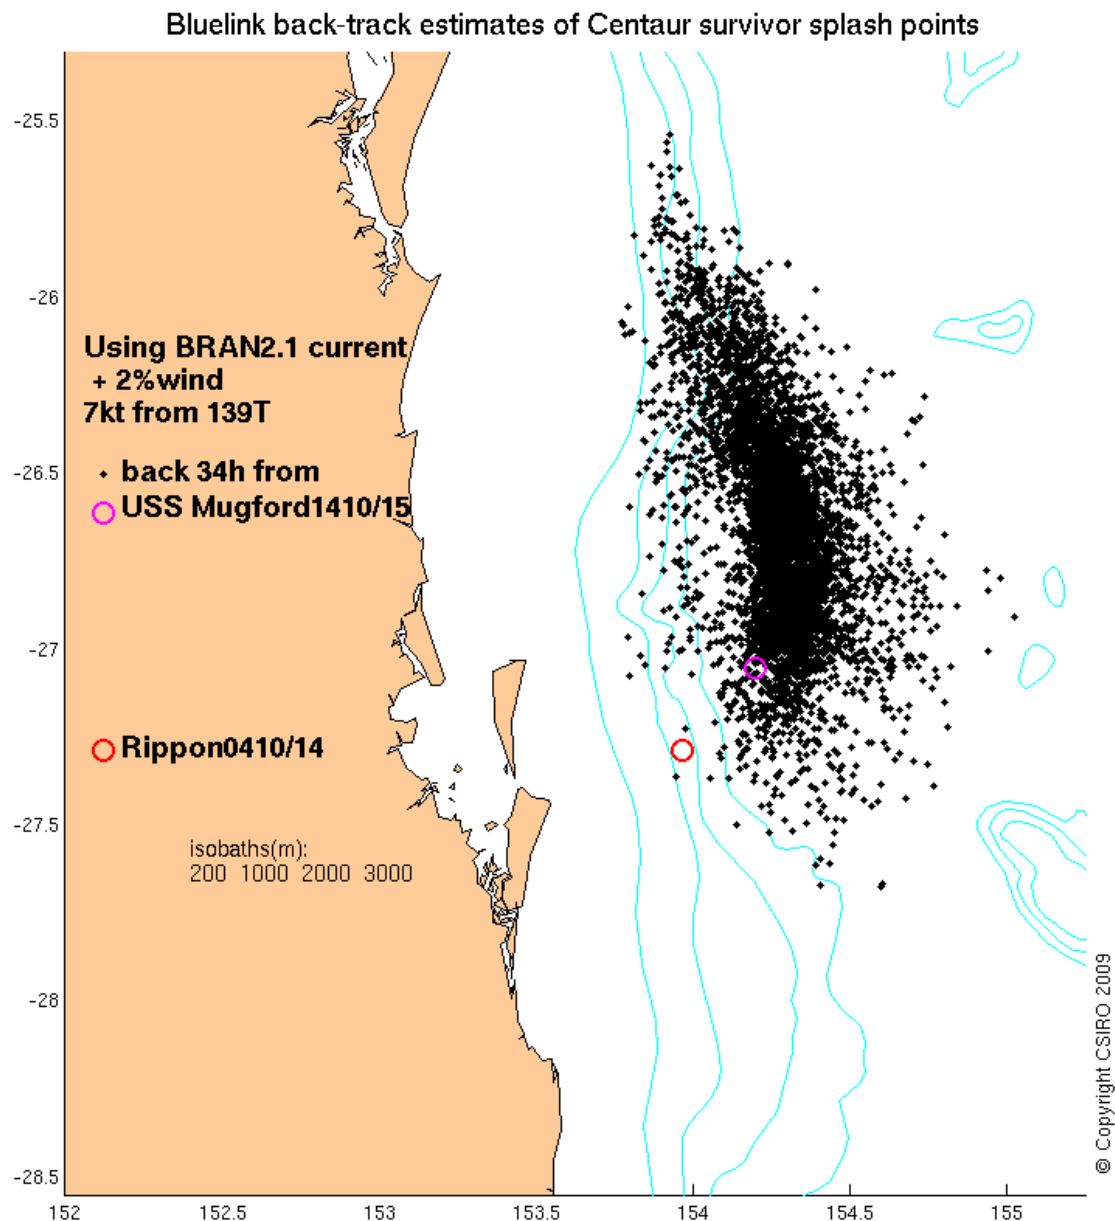 Bluelink back-track estimates of Centaur survivor splash points
-25.5
-26
Using BRAN2.1 current
+ 2%wind
7kt from 139T
-26.5
back 34h from
USS Mugford1410/15
-27
Rippon0410/14
-27.5
isobaths(m):
200 1000 2000 3000
-28
-28.5
152 152.5 153 153.5 154 154.5 155
© Copyright CSIRO 2009